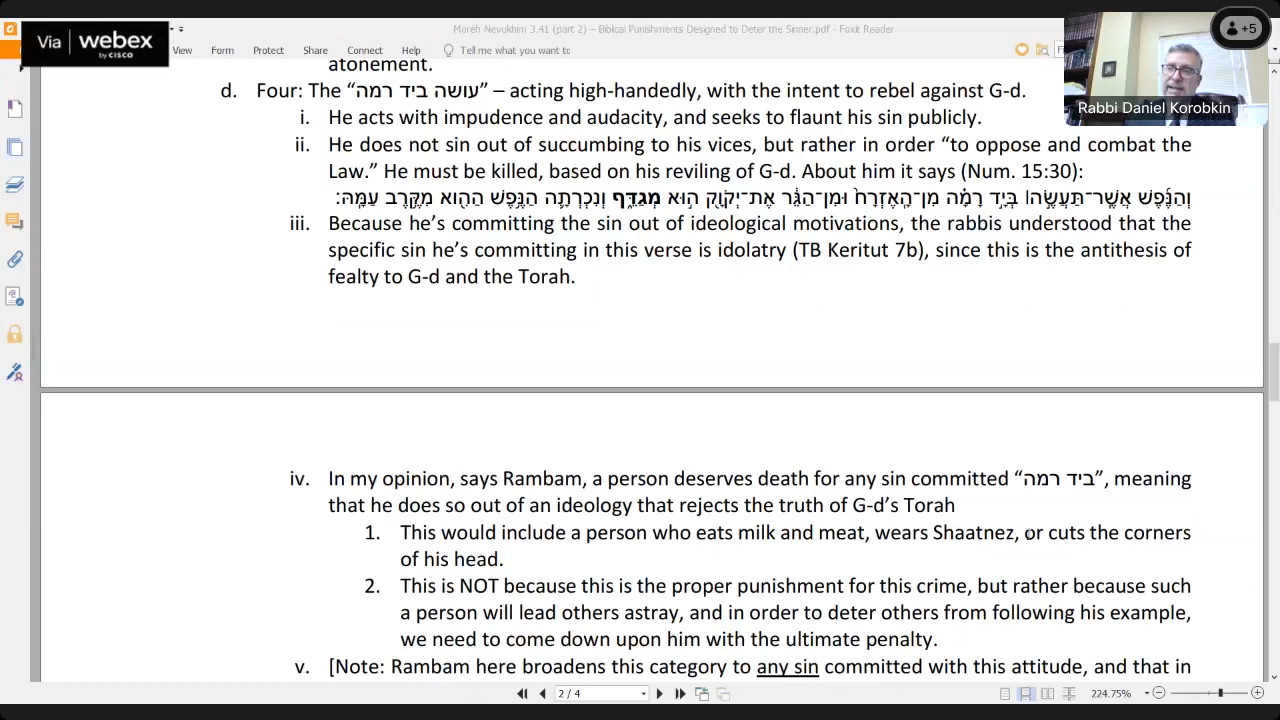 Moreh Nevukhim 3.41 (part 2) – Biblical Punishments Designed to Deter the Sinner.pdf - Foxit Reader
Via webex by CISCO
View Form Protect Share Connect Help Tell me what you want to
+5
Rabbi Daniel Korobkin
atonement.
d. Four: The “עושה ביד רמה” – acting high-handedly, with the intent to rebel against G-d.
i. He acts with impudence and audacity, and seeks to flaunt his sin publicly.
ii. He does not sin out of succumbing to his vices, but rather in order “to oppose and combat the
Law.” He must be killed, based on his reviling of G-d. About him it says (Num. 15:30):
וְהַנֶּ֜פֶשׁ אֲשֶֽׁר־תַּעֲשֶׂ֣ה ׀ בְּיָ֣ד רָמָ֗ה מִן־הָֽאֶזְרָח֙ וּמִן־הַגֵּ֔ר אֶת־יְקֹוָ֖ק ה֣וּא מְגַדֵּ֑ף וְנִכְרְתָ֛ה הַנֶּ֥פֶשׁ הַהִ֖וא מִקֶּ֥רֶב עַמָּֽהּ׃
iii. Because he’s committing the sin out of ideological motivations, the rabbis understood that the
specific sin he’s committing in this verse is idolatry (TB Keritut 7b), since this is the antithesis of
fealty to G-d and the Torah.
iv. In my opinion, says Rambam, a person deserves death for any sin committed “ביד רמה”, meaning
that he does so out of an ideology that rejects the truth of G-d’s Torah
1. This would include a person who eats milk and meat, wears Shaatnez, or cuts the corners
of his head.
2. This is NOT because this is the proper punishment for this crime, but rather because such
a person will lead others astray, and in order to deter others from following his example,
we need to come down upon him with the ultimate penalty.
v. [Note: Rambam here broadens this category to any sin committed with this attitude, and that in
2 / 4
224.75%